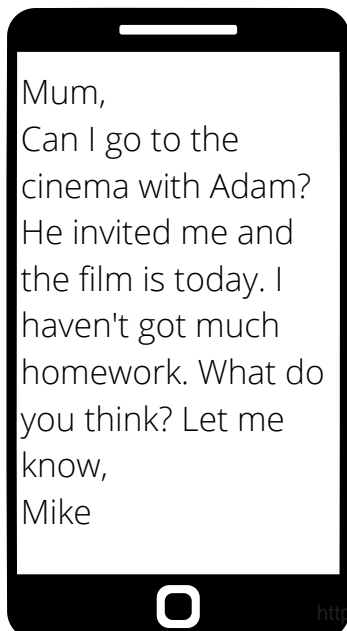 Mum,
Can I go to the
cinema with Adam?
He invited me and
the film is today. I
haven't got much
homework. What do
you think? Let me
know,
Mike
http